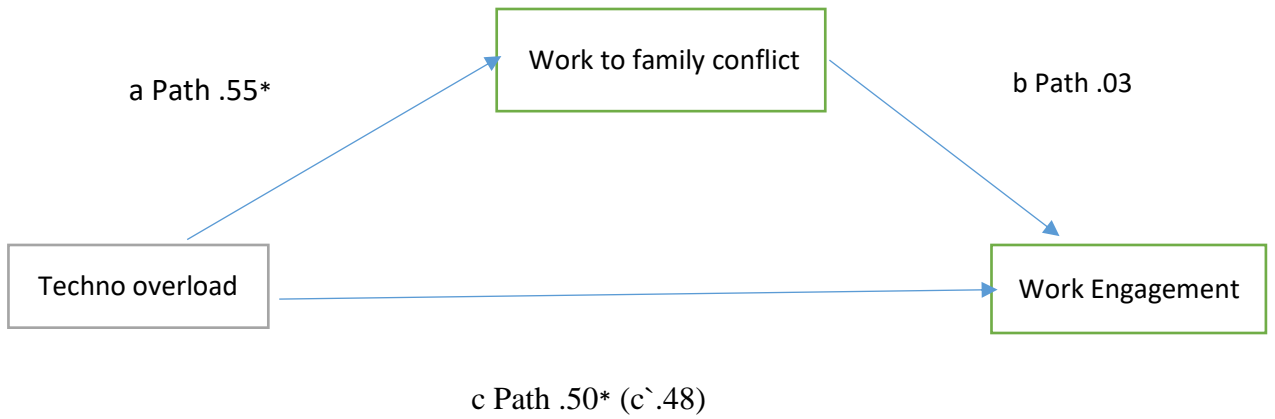 Work to family conflict
a Path .55*
b Path .03
Techno overload
Work Engagement
c Path .50* (c`.48)